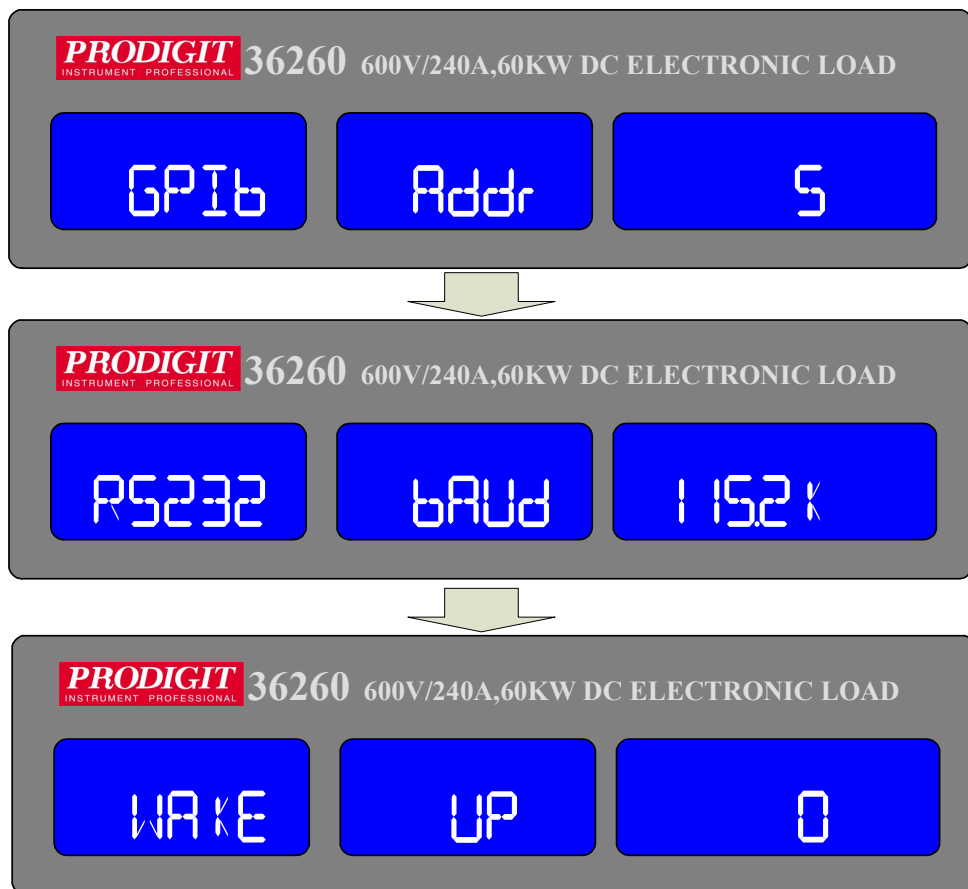 PRODIGIT
INSTRUMENT PROFESSIONAL
36260 600V/240A,60KW DC ELECTRONIC LOAD
GPIb Addr 5
PRODIGIT
INSTRUMENT PROFESSIONAL
36260 600V/240A,60KW DC ELECTRONIC LOAD
RS232 bAUd 115.2K
PRODIGIT
INSTRUMENT PROFESSIONAL
36260 600V/240A,60KW DC ELECTRONIC LOAD
WAKE UP 0